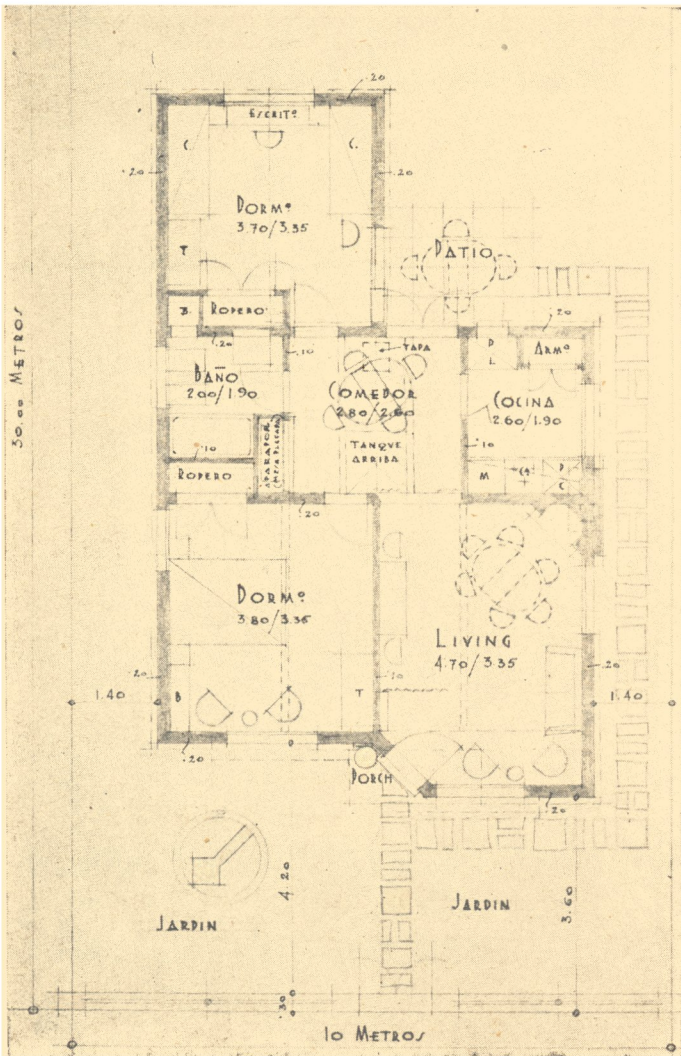 .20
ESCRITº
C.
C.
.20
.20
DORMº
3.70/3.35
PATIO
T
30.00 METROS
B.
ROPERO
.20
.20
.10
TAPA
D
L
ARMº
BAÑO
2.00/1.90
COMEDOR
2.80/2.60
COCINA
2.60/1.90
TANQUE
ARRIBA
.10
.10
APARADOR
ROPERO
M
P
C
.20
DORMº
3.80/3.35
LIVING
4.70/3.35
.20
.10
.20
1.40
B
T
1.40
.20
PORCH
.20
4.20
JARDIN
JARDIN
3.60
.30
10 METROS